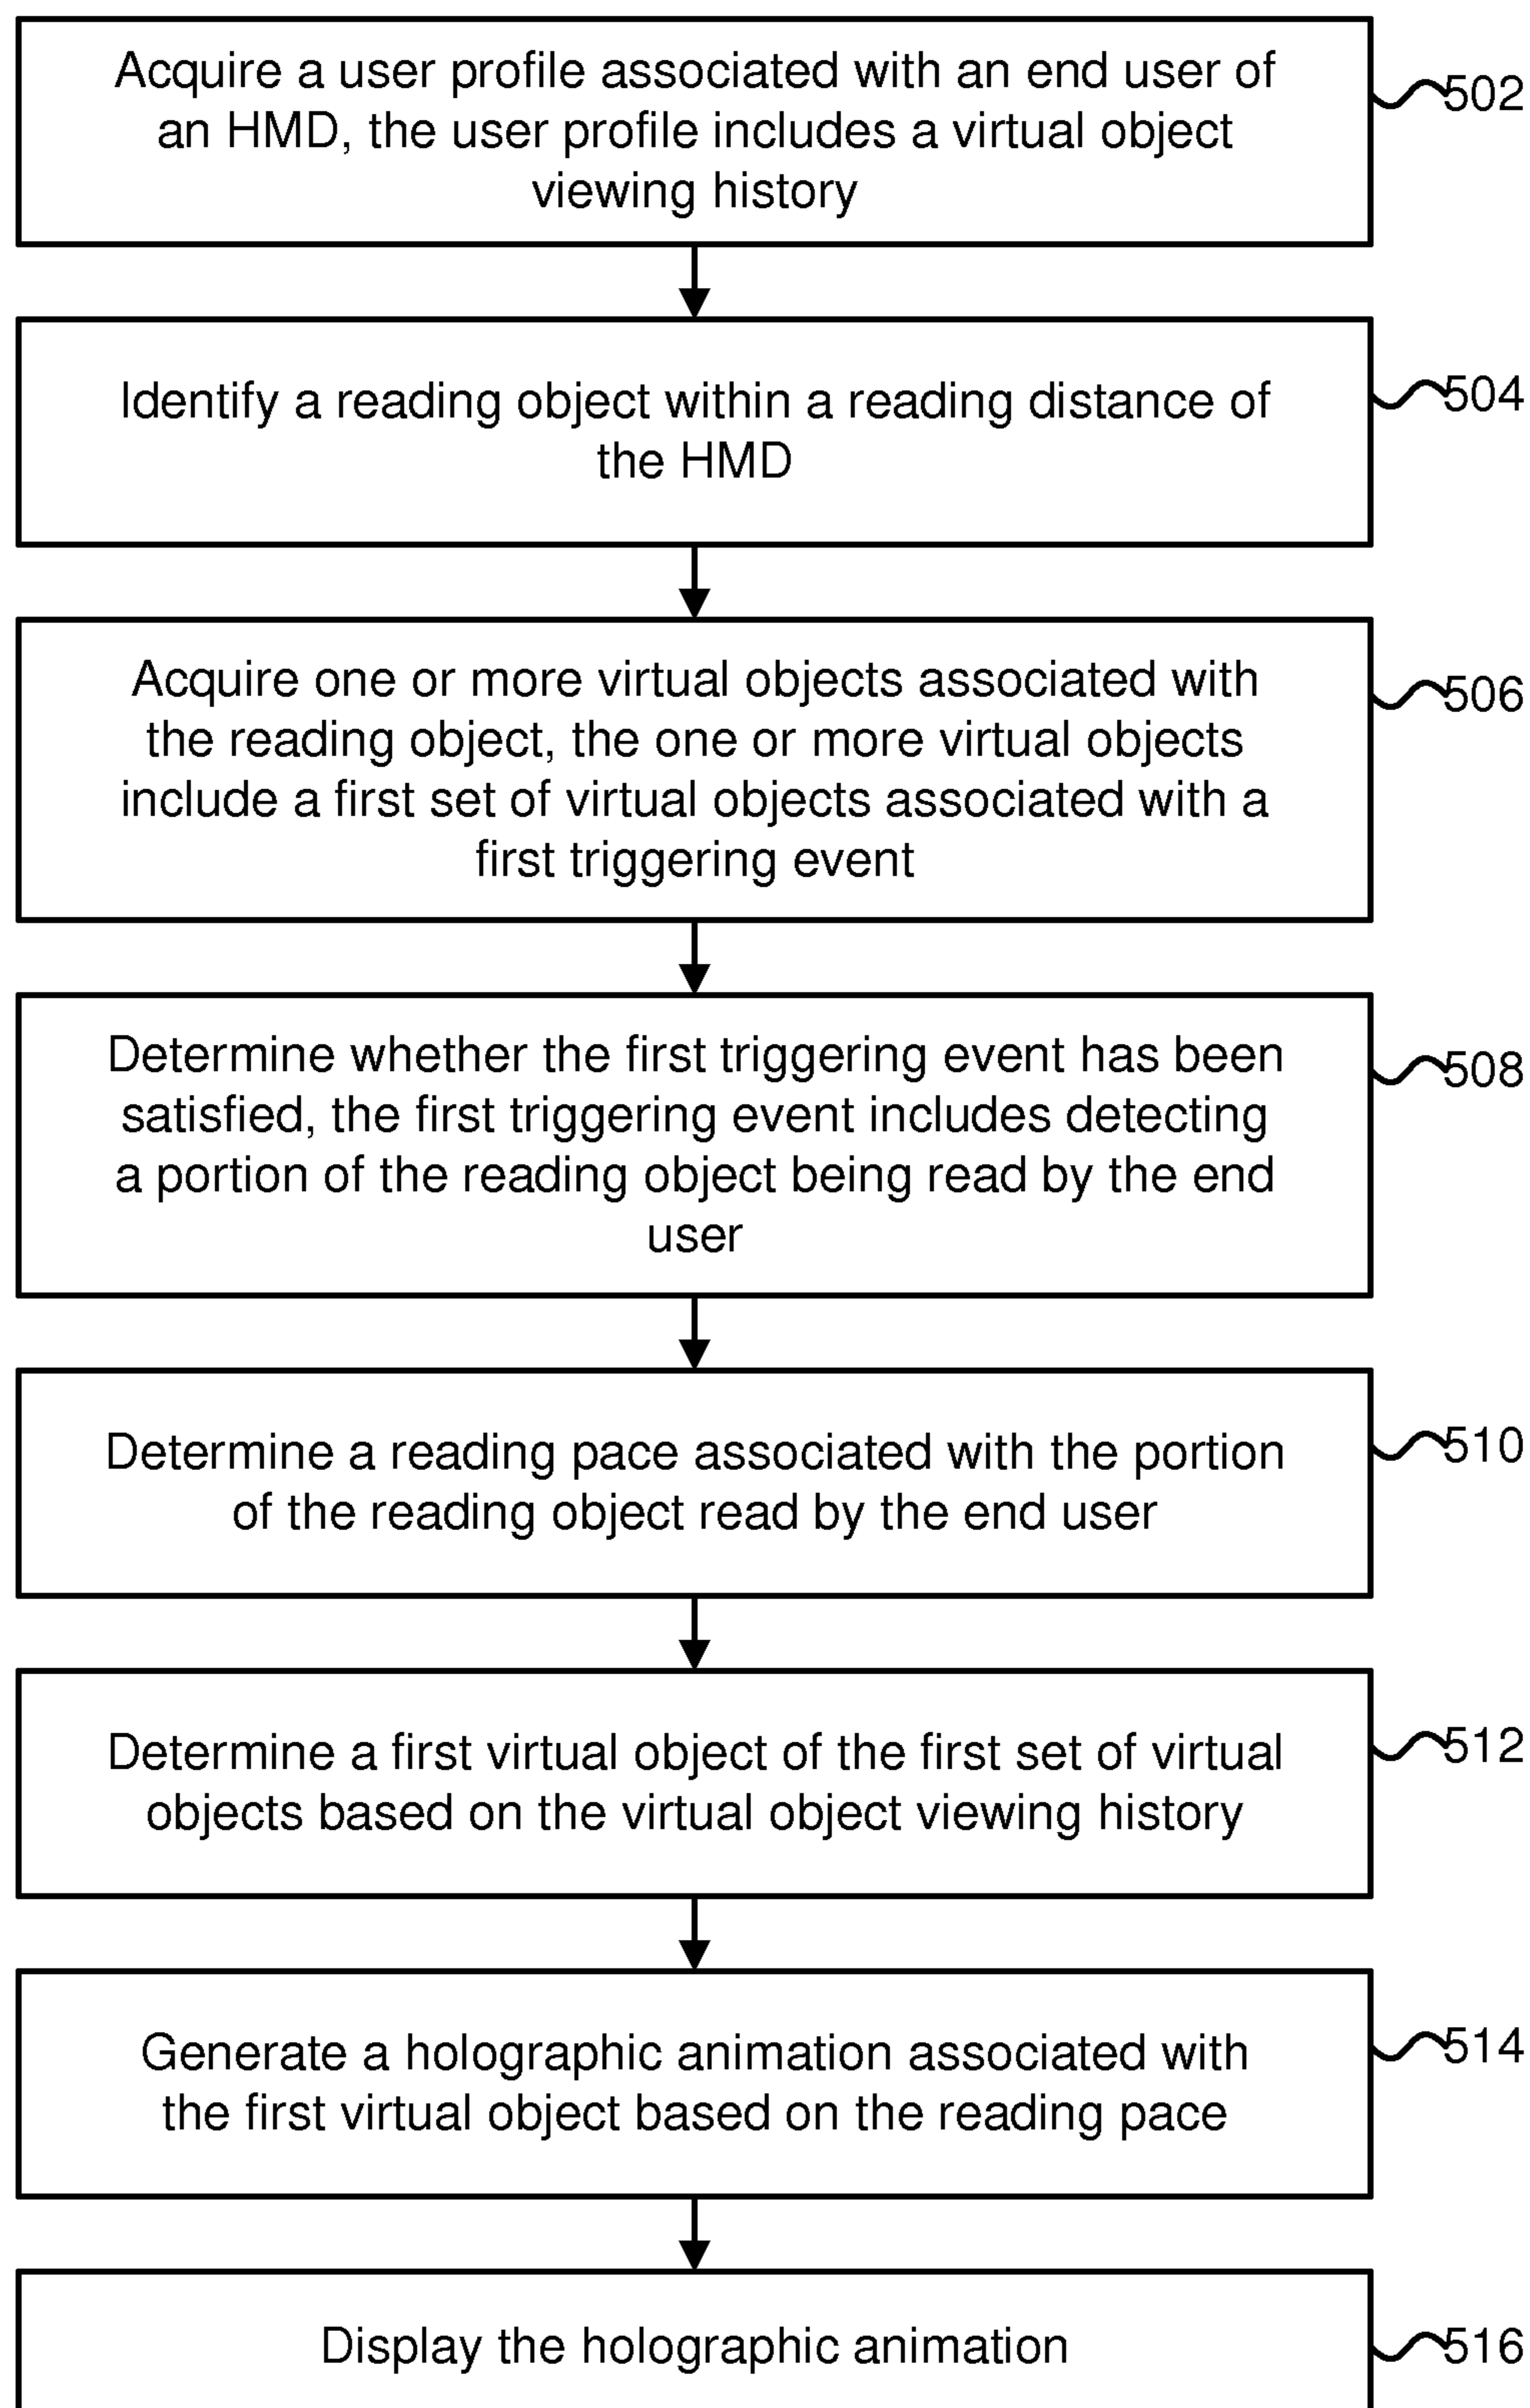 Acquire a user profile associated with an end user of
an HMD, the user profile includes a virtual object
viewing history
502
Identify a reading object within a reading distance of
the HMD
504
Acquire one or more virtual objects associated with
the reading object, the one or more virtual objects
include a first set of virtual objects associated with a
first triggering event
506
Determine whether the first triggering event has been
satisfied, the first triggering event includes detecting
a portion of the reading object being read by the end
user
508
Determine a reading pace associated with the portion
of the reading object read by the end user
510
Determine a first virtual object of the first set of virtual
objects based on the virtual object viewing history
512
Generate a holographic animation associated with
the first virtual object based on the reading pace
514
Display the holographic animation
516